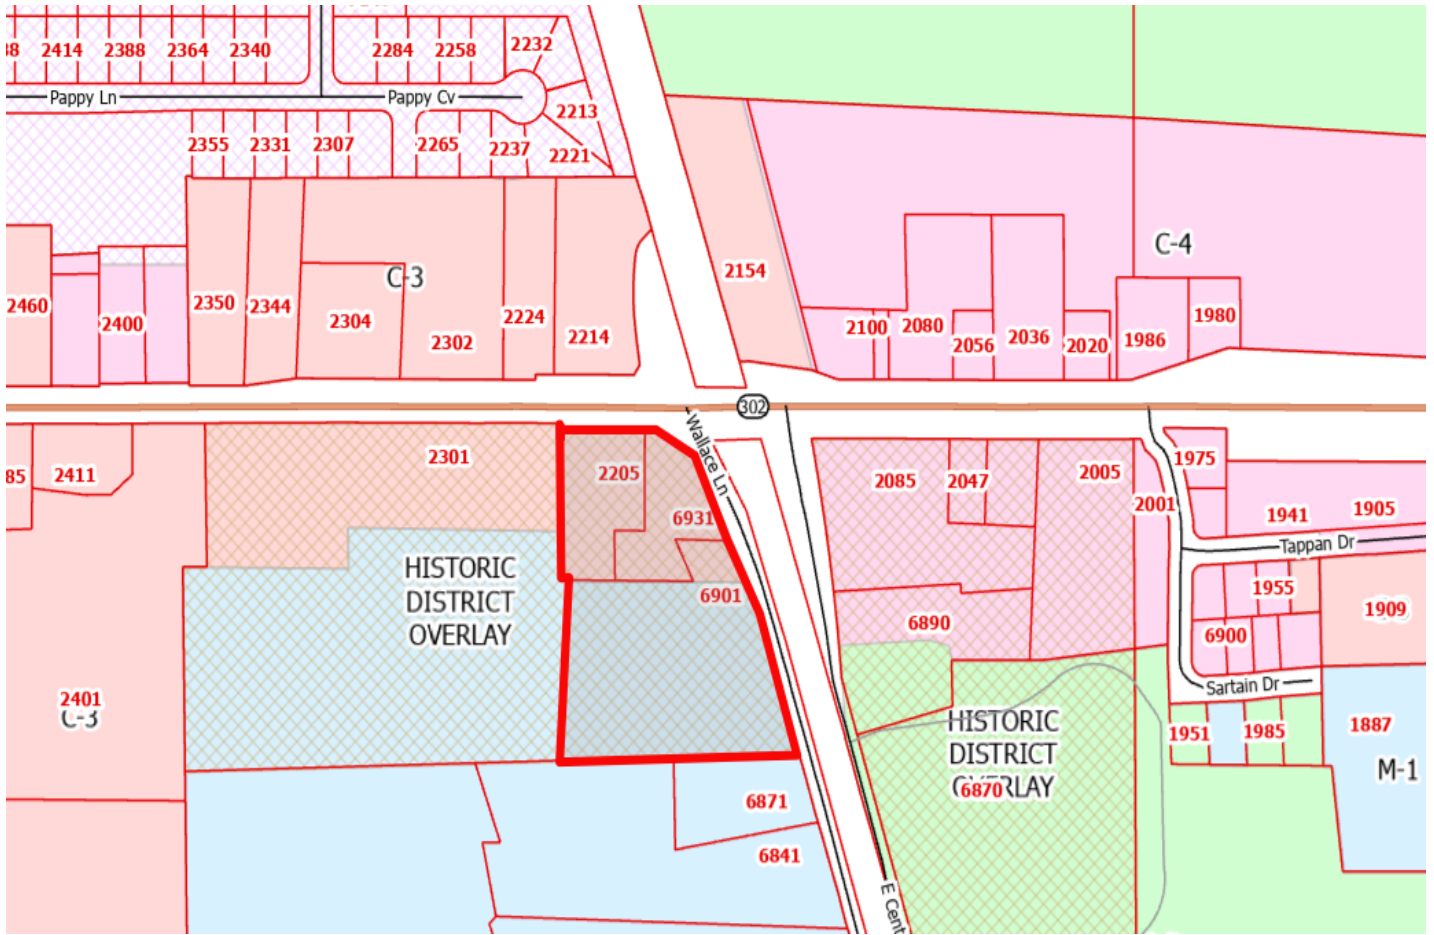 38 2414 2388 2364 2340 2284 2258 2232
Pappy Ln Pappy Cv 2213
2355 2331 2307 2265 2237 2221
C-4
C-3 2154
2460 2400 2350 2344 2304 2302 2224 2214
2100 2080 2056 2036 2020 1986 1980
302
Wallace Ln
85 2411 2301 2205 6931 6901
2085 2047 2005 2001 1975
1941 1905
Tappan Dr
HISTORIC
DISTRICT
OVERLAY
1955 1909
6890 6900
Sartain Dr
2401
C-3
HISTORIC
DISTRICT
OVERLAY
6870
1951 1985 1887
M-1
6871
6841
E Cent